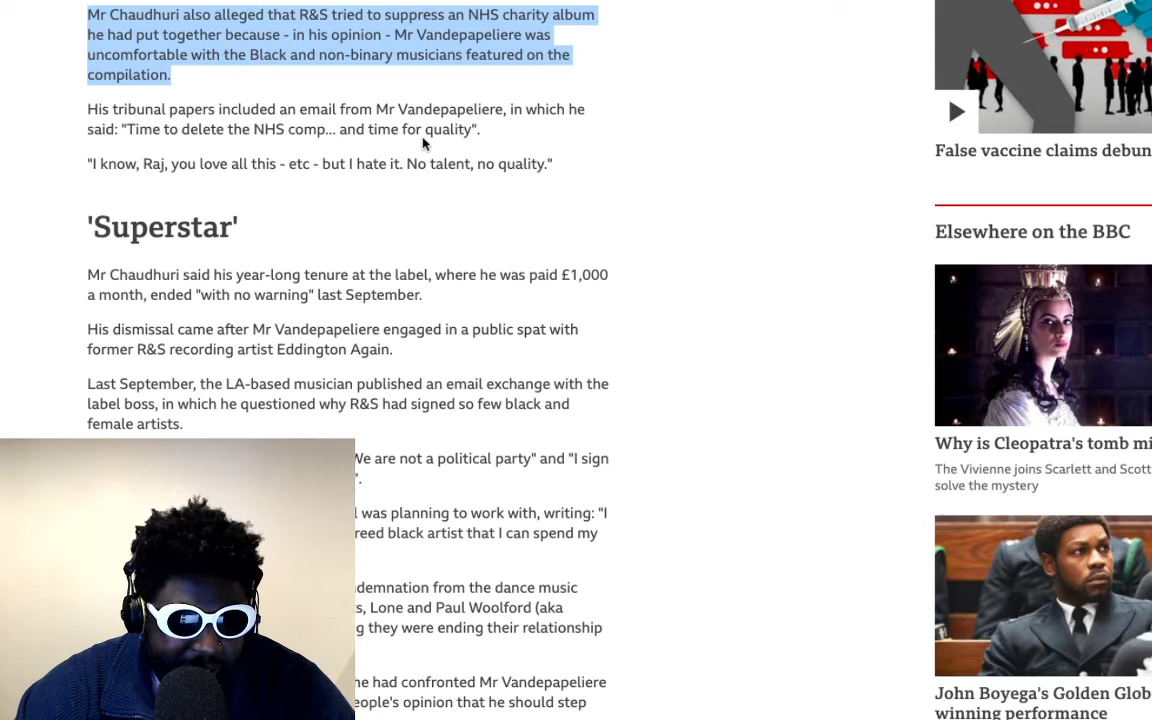 Mr Chaudhuri also alleged that R&S tried to suppress an NHS charity album
he had put together because - in his opinion - Mr Vandepapeliere was
uncomfortable with the Black and non-binary musicians featured on the
compilation.
His tribunal papers included an email from Mr Vandepapeliere, in which he
said: "Time to delete the NHS comp... and time for quality".
"I know, Raj, you love all this - etc - but I hate it. No talent, no quality."
'Superstar'
Mr Chaudhuri said his year-long tenure at the label, where he was paid £1,000
a month, ended "with no warning" last September.
His dismissal came after Mr Vandepapeliere engaged in a public spat with
former R&S recording artist Eddington Again.
Last September, the LA-based musician published an email exchange with the
label boss, in which he questioned why R&S had signed so few black and
female artists.
We are not a political party" and "I sign
".
was planning to work with, writing: "I
reed black artist that I can spend my
demnation from the dance music
s, Lone and Paul Woolford (aka
g they were ending their relationship
he had confronted Mr Vandepapeliere
eople's opinion that he should step
False vaccine claims debun
Elsewhere on the BBC
Why is Cleopatra's tomb mi
The Vivienne joins Scarlett and Scott
solve the mystery
John Boyega's Golden Glob
winning performance